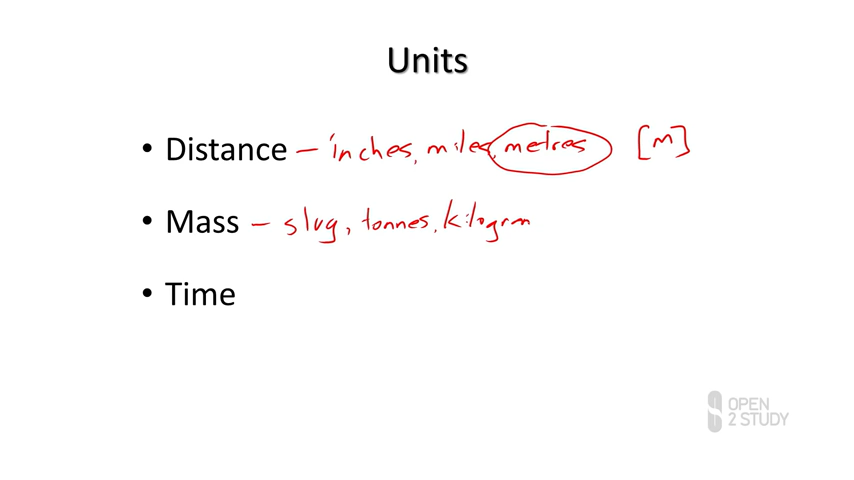 Units
• Distance – inches, miles, metres [m]
• Mass – slug, tonnes, kilogram
• Time
OPEN
2 STUDY